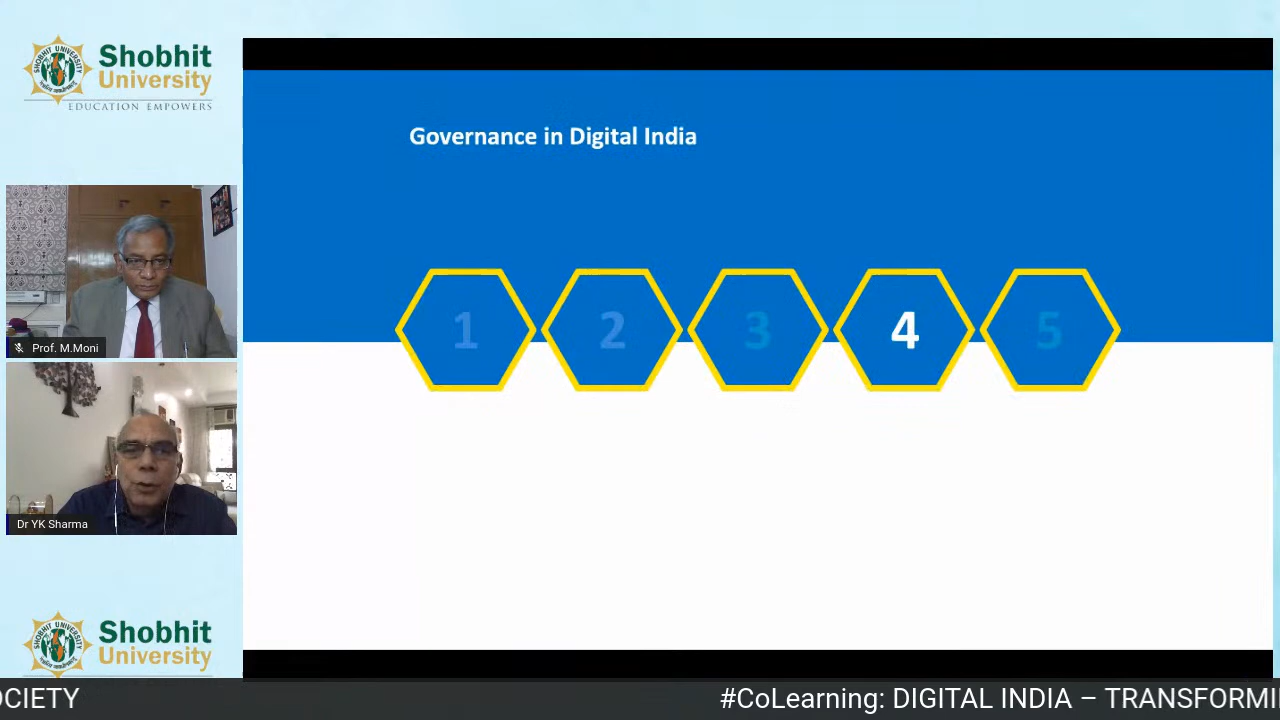 Shobhit
University
EDUCATION EMPOWERS
Governance in Digital India
1 2 3 4 5
Prof. M.Moni
Dr YK Sharma
Shobhit
University
OCIETY #CoLearning: DIGITAL INDIA – TRANSFORMI